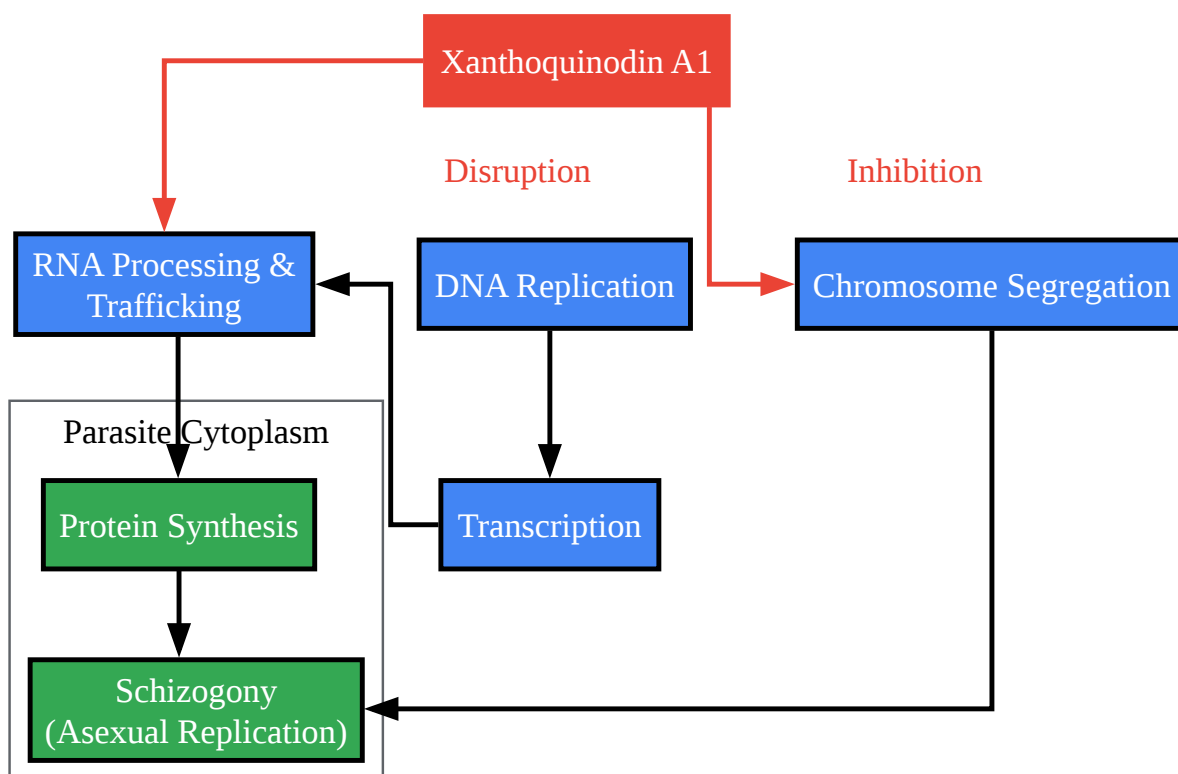 Xanthoquinodin A1
Disruption
Inhibition
RNA Processing &
Trafficking
DNA Replication
Chromosome Segregation
Parasite Cytoplasm
Protein Synthesis
Transcription
Schizogony
(Asexual Replication)